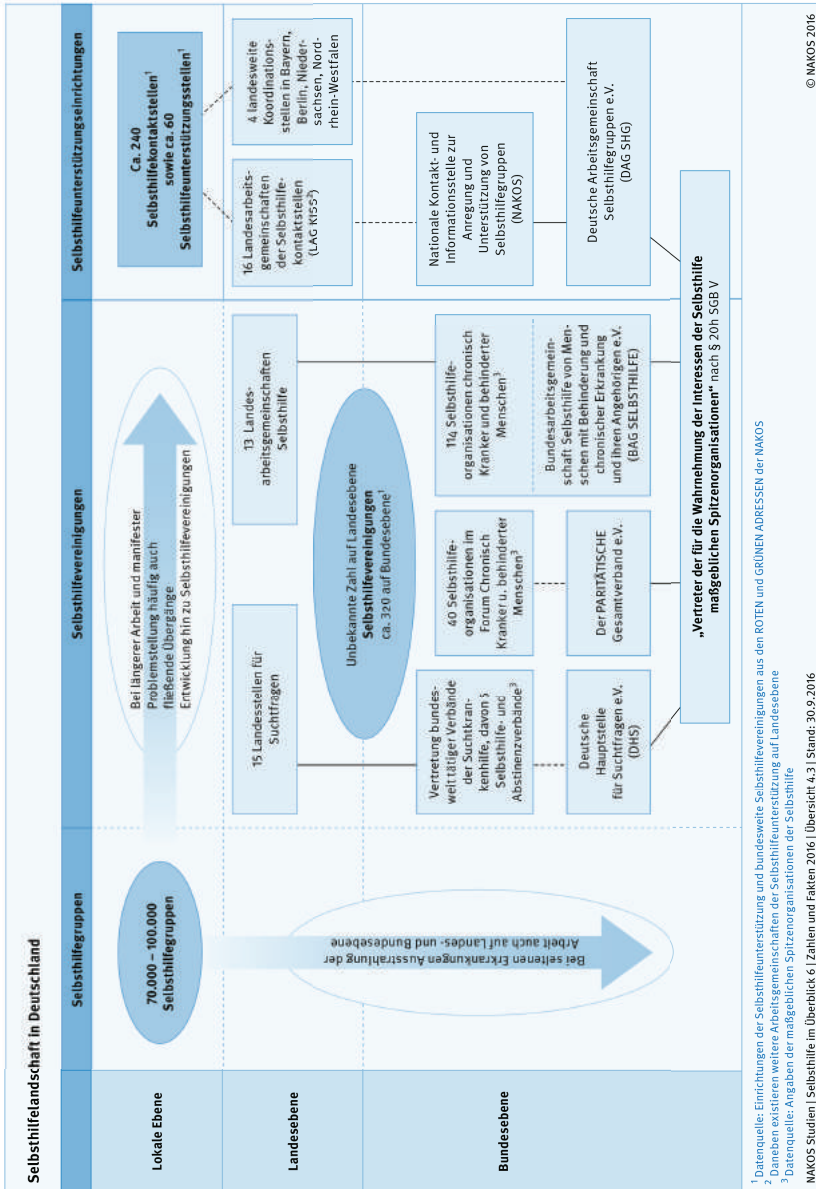 Selbsthilfelandschaft in Deutschland
Selbsthilfegruppen
Selbsthilfevereinigungen
Selbsthilfeunterstützungseinrichtungen
Lokale Ebene
70.000 – 100.000
Selbsthilfegruppen
Bei längerer Arbeit und manifester
Problemstellung häufig auch
fließende Übergänge
Entwicklung hin zu Selbsthilfevereinigungen
Ca. 240
Selbsthilfekontaktstellen¹
sowie ca. 60
Selbsthilfeunterstützungsstellen¹
Landesebene
15 Landesstellen für
Suchtfragen
13 Landes-
arbeitsgemeinschaften
Selbsthilfe
16 Landesarbeits-
gemeinschaften
der Selbsthilfe-
kontaktstellen
(LAG KISS²)
4 landesweite
Koordinations-
stellen in Bayern,
Berlin, Nieder-
sachsen, Nord-
rhein-Westfalen
Unbekannte Zahl auf Landesebene
Selbsthilfevereinigungen
ca. 320 auf Bundesebene¹
Bei seltenen Erkrankungen Ausstrahlung der
Arbeit auch auf Landes- und Bundesebene
Bundesebene
Vertretung bundes-
weit tätiger Verbände
der Suchtkran-
kenhilfe, davon 5
Selbsthilfe- und
Abstinenzverbände³
40 Selbsthilfe-
organisationen im
Forum Chronisch
Kranker u. behinderter
Menschen³
114 Selbsthilfe-
organisationen chronisch
Kranker und behinderter
Menschen³
Nationale Kontakt- und
Informationsstelle zur
Anregung und
Unterstützung von
Selbsthilfegruppen
(NAKOS)
Deutsche
Hauptstelle
für Suchtfragen e.V.
(DHS)
Der PARITÄTISCHE
Gesamtverband e.V.
Bundesarbeitsgemein-
schaft Selbsthilfe von Men-
schen mit Behinderung und
chronischer Erkrankung
und ihren Angehörigen e.V.
(BAG SELBSTHILFE)
Deutsche Arbeitsgemeinschaft
Selbsthilfegruppen e.V.
(DAG SHG)
„Vertreter der für die Wahrnehmung der Interessen der Selbsthilfe
maßgeblichen Spitzenorganisationen“ nach § 20h SGB V
¹ Datenquelle: Einrichtungen der Selbsthilfeunterstützung und bundesweite Selbsthilfevereinigungen aus den ROTEN und GRÜNEN ADRESSEN der NAKOS
² Daneben existieren weitere Arbeitsgemeinschaften der Selbsthilfeunterstützung auf Landesebene
³ Datenquelle: Angaben der maßgeblichen Spitzenorganisationen der Selbsthilfe
NAKOS Studien | Selbsthilfe im Überblick 6 | Zahlen und Fakten 2016 | Übersicht 4.3 | Stand: 30.9.2016
© NAKOS 2016